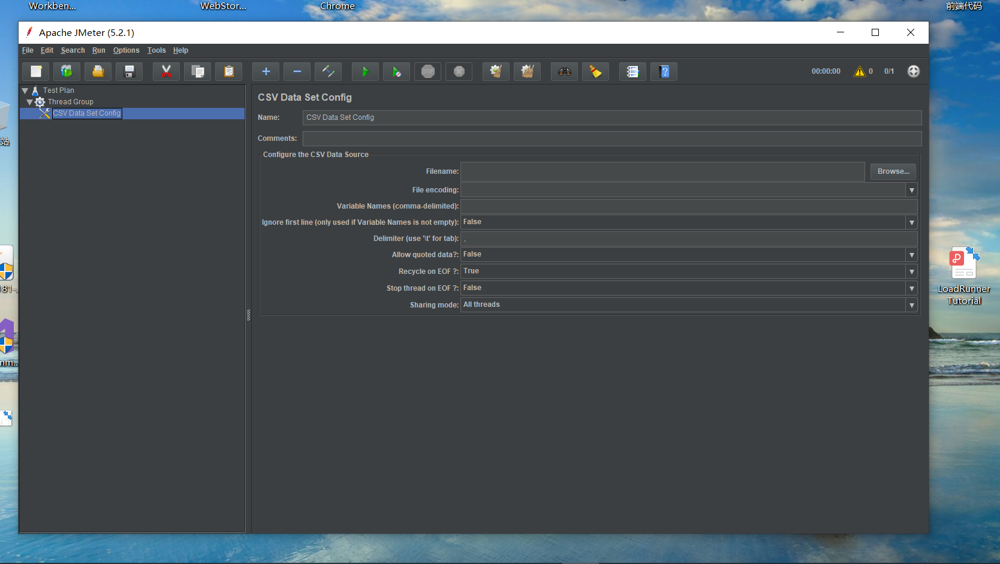 Workben...
WebStor...
Chrome
前端代码
Apache JMeter (5.2.1)
File Edit Search Run Options Tools Help
STOP
00:00:00 0 0/1
Test Plan
Thread Group
CSV Data Set Config
CSV Data Set Config
Name: CSV Data Set Config
Comments:
Configure the CSV Data Source
Filename: Browse...
File encoding:
Variable Names (comma-delimited):
Ignore first line (only used if Variable Names is not empty): False
Delimiter (use '\t' for tab): ,
Allow quoted data?: False
Recycle on EOF ?: True
Stop thread on EOF ?: False
Sharing mode: All threads
站
181-...
mm...
LoadRunner
Tutorial